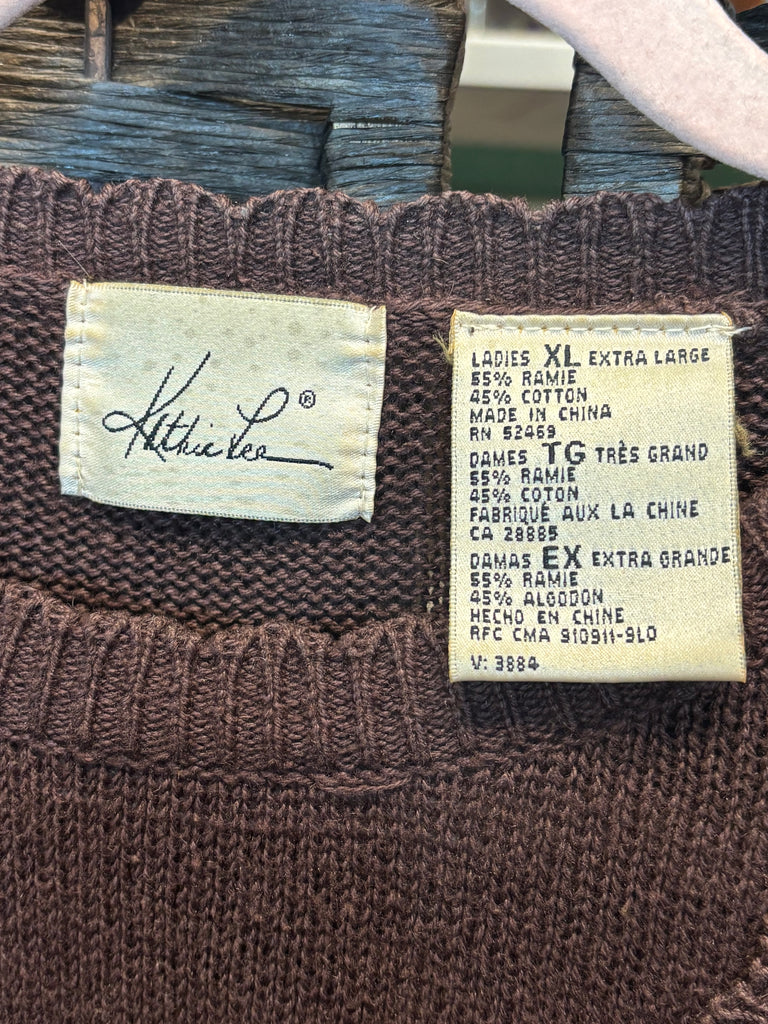 Kathie Lee ®
LADIES XL EXTRA LARGE
55% RAMIE
45% COTTON
MADE IN CHINA
RN 52469
DAMES TG TRÈS GRAND
55% RAMIE
45% COTON
FABRIQUÉ AUX LA CHINE
CA 28885
DAMAS EX EXTRA GRANDE
55% RAMIE
45% ALGODON
HECHO EN CHINE
RFC CMA 910911-9L0
V: 3884